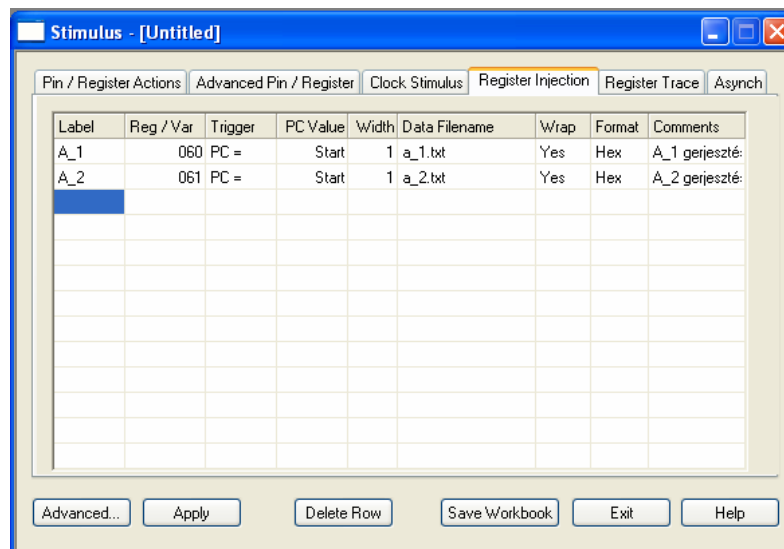 Stimulus - [Untitled]
Pin / Register Actions Advanced Pin / Register Clock Stimulus Register Injection Register Trace Asynch
Label Reg / Var Trigger PC Value Width Data Filename Wrap Format Comments
A_1 060 PC = Start 1 a_1.txt Yes Hex A_1 gerjeszté
A_2 061 PC = Start 1 a_2.txt Yes Hex A_2 gerjeszté
Advanced... Apply Delete Row Save Workbook Exit Help